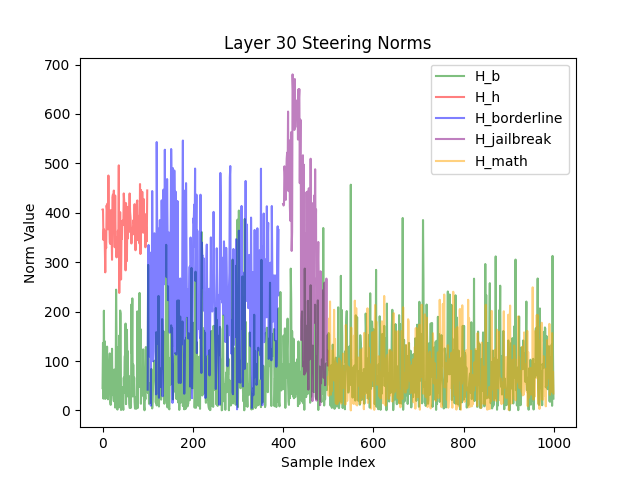 Layer 30 Steering Norms
Norm Value
700
600
500
400
300
200
100
0
0
200
400
600
800
1000
Sample Index
H_b
H_h
H_borderline
H_jailbreak
H_math